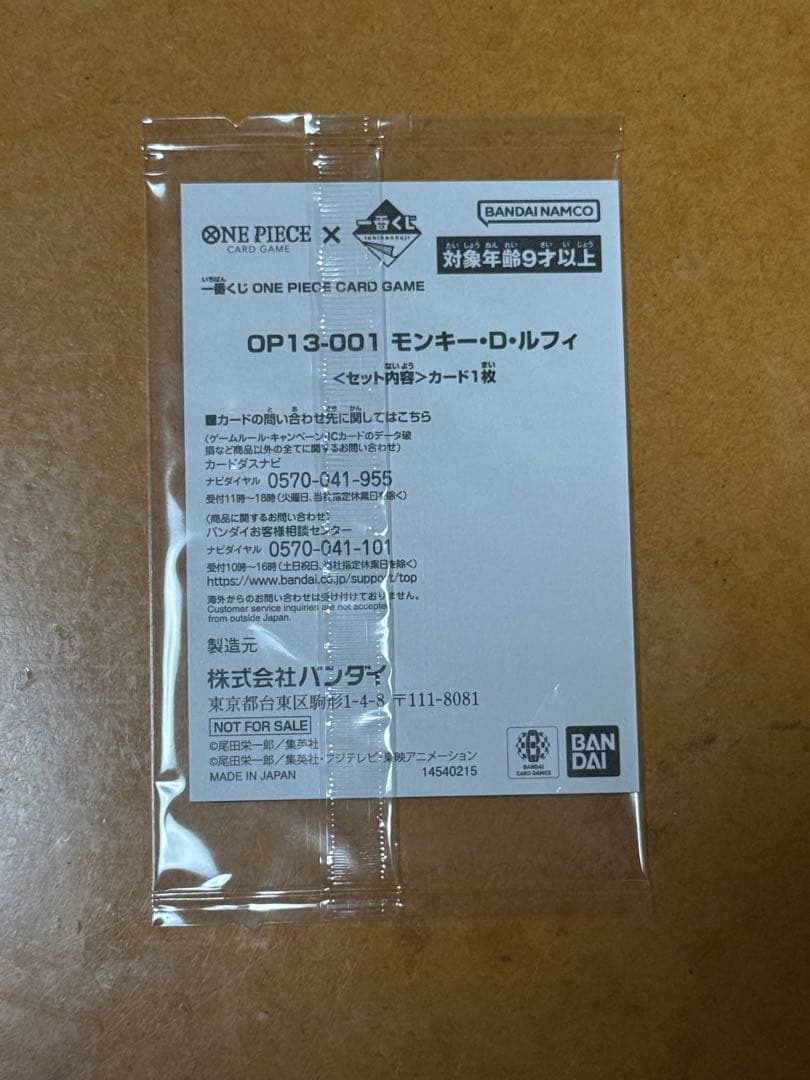 ONE PIECE CARD GAME × 一番くじ ichibankuji
BANDAI NAMCO
たいしょうねんれい さいいじょう
対象年齢9才以上
いちばん
一番くじ ONE PIECE CARD GAME
OP13-001 モンキー・D・ルフィ
ないよう まい
<セット内容>カード1枚
と あ さき かん
■カードの問い合わせ先に関してはこちら
(ゲームルール・キャンペーン・ICカードのデータ破
損など商品以外の全てに関するお問い合わせ)
カードダスナビ
ナビダイヤル 0570-041-955
受付11時~18時(火曜日、当社指定休業日を除く)
(商品に関するお問い合わせ)
バンダイお客様相談センター
ナビダイヤル 0570-041-101
受付10時~16時(土日祝日、当社指定休業日を除く)
https://www.bandai.co.jp/support/top
海外からのお問い合わせは受け付けておりません。
Customer service inquiries are not accepted
from outside Japan.
製造元
株式会社バンダイ
東京都台東区駒形1-4-8 〒111-8081
NOT FOR SALE
©尾田栄一郎/集英社
©尾田栄一郎/集英社・フジテレビ・東映アニメーション
MADE IN JAPAN 14540215
BANDAI CARD GAMES
BANDAI